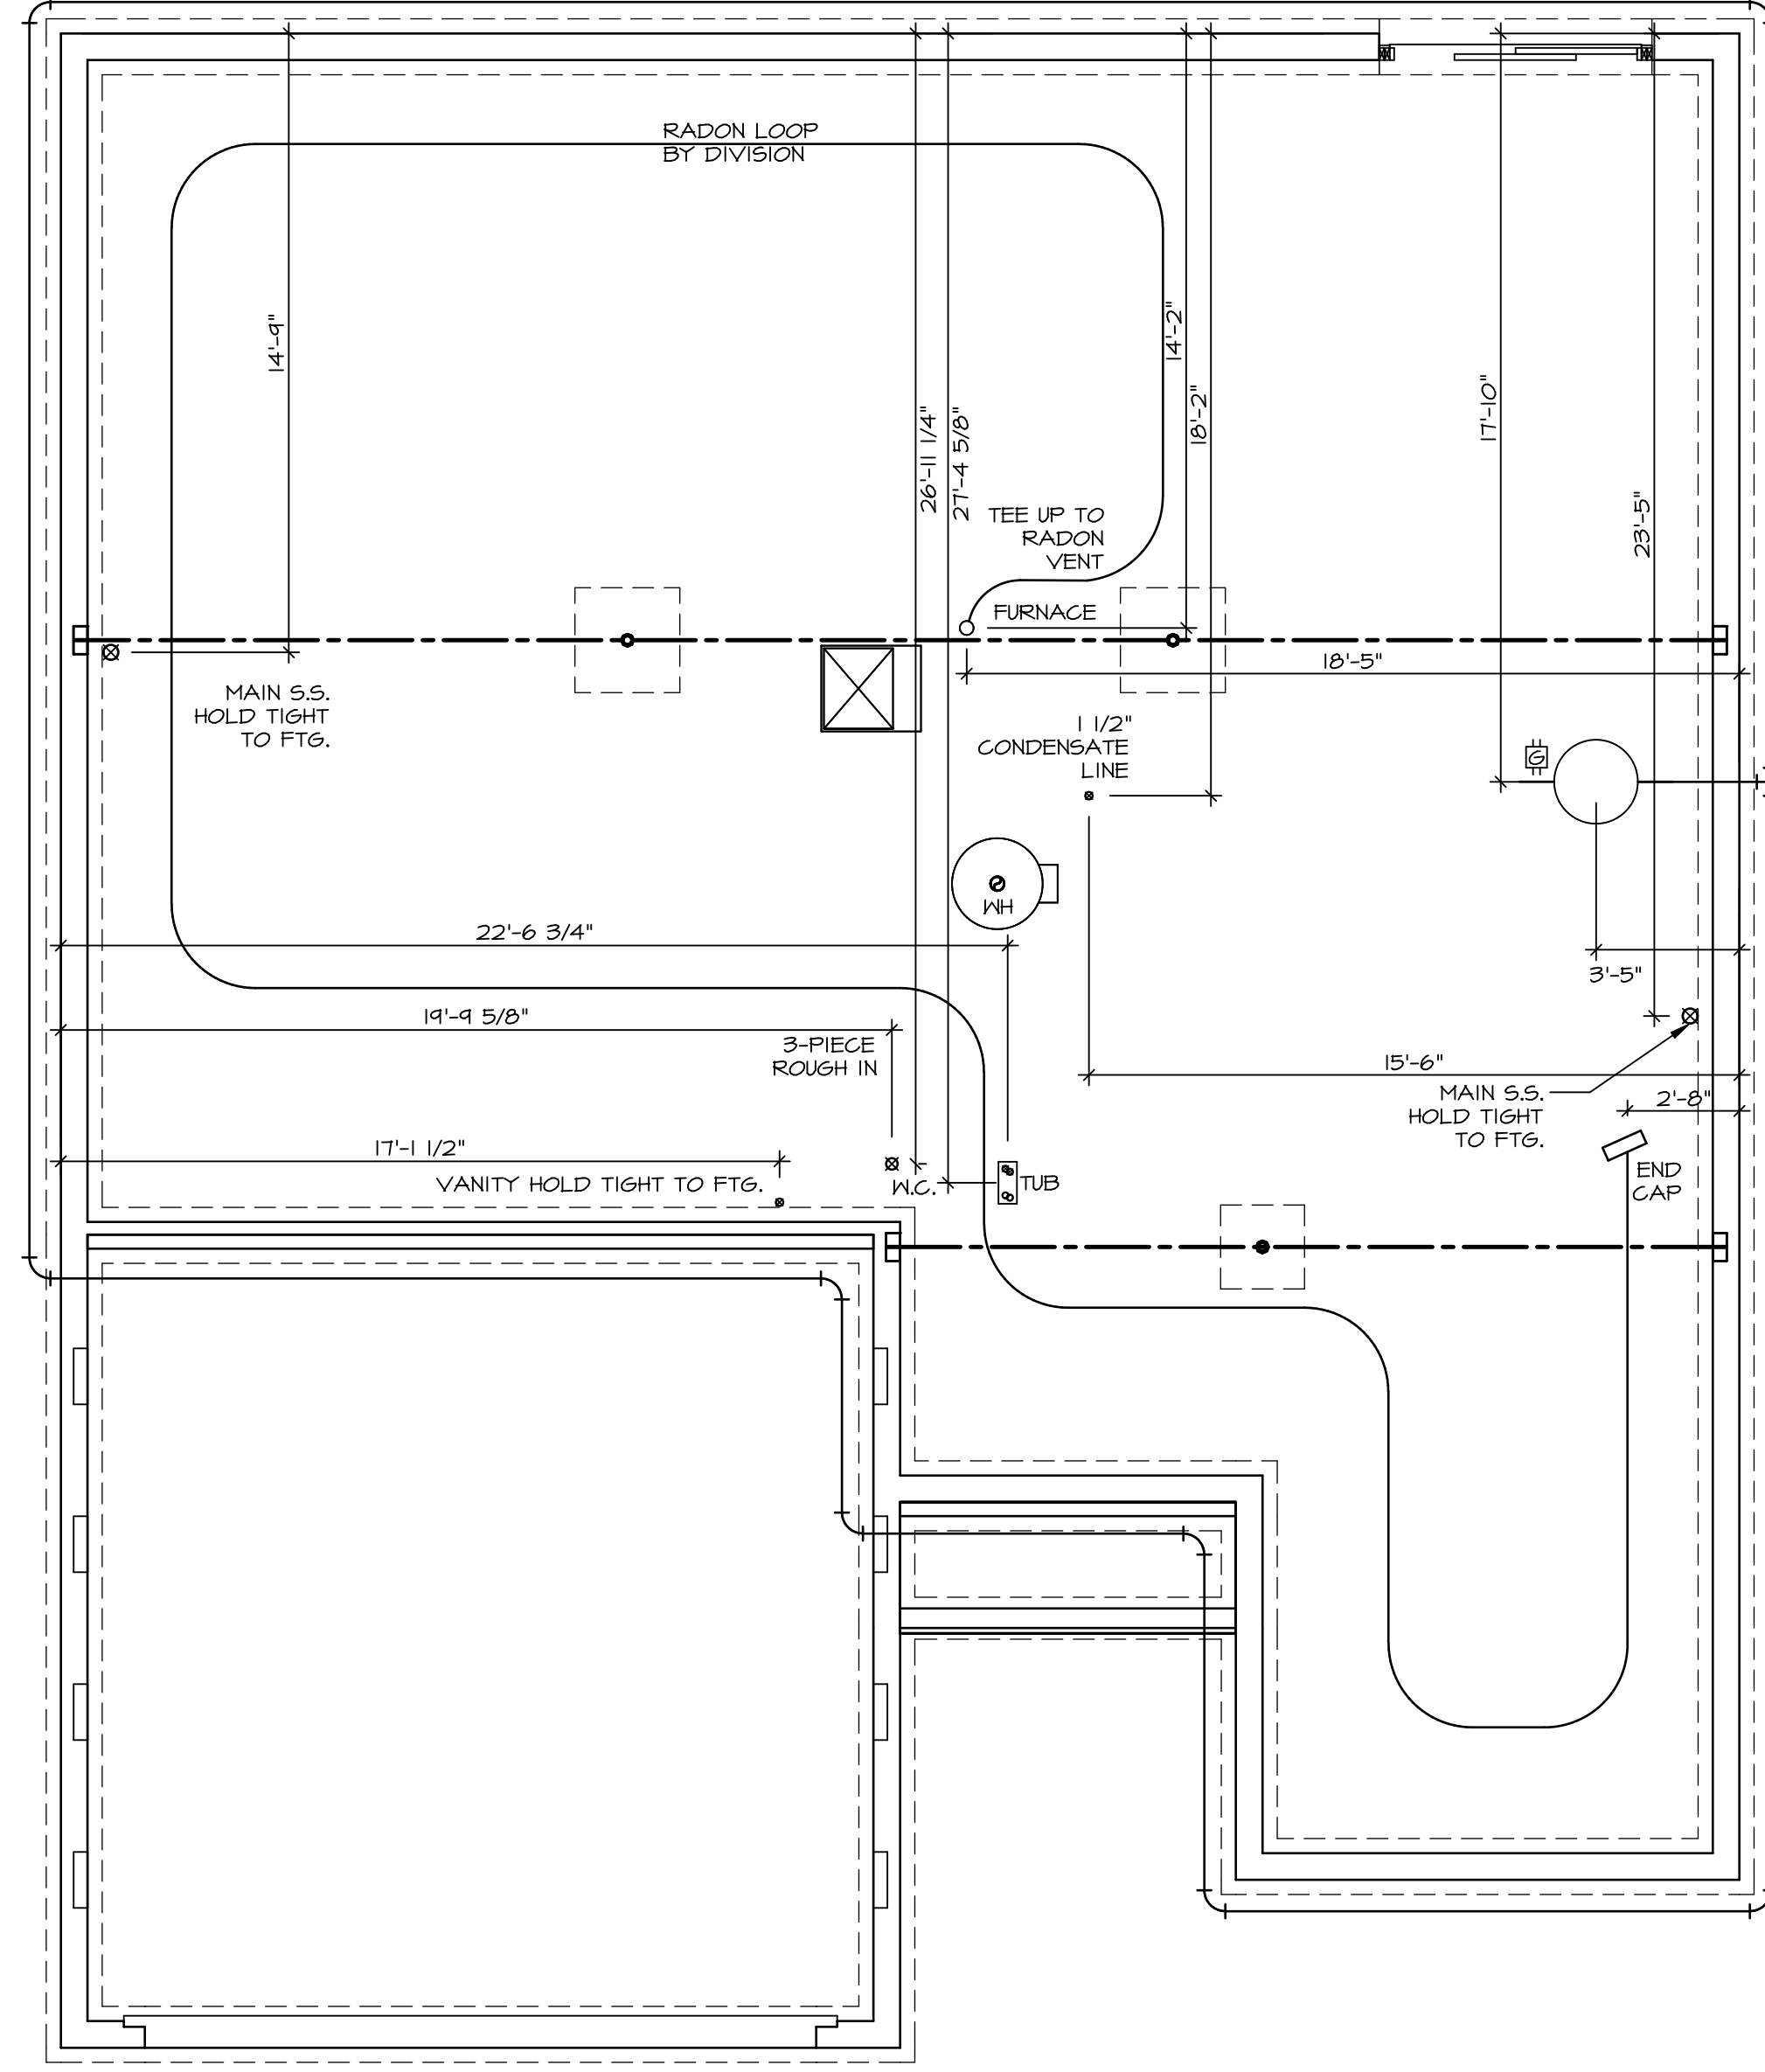 RADON LOOP
BY DIVISION
14'-9"
14'-2"
18'-2"
17'-10"
26'-11 1/4"
27'-4 5/8"
23'-5"
TEE UP TO
RADON
VENT
FURNACE
18'-5"
MAIN S.S.
HOLD TIGHT
TO FTG.
1 1/2"
CONDENSATE
LINE
G
WH
22'-6 3/4"
3'-5"
19'-9 5/8"
3-PIECE
ROUGH IN
15'-6"
MAIN S.S.
HOLD TIGHT
TO FTG.
2'-8"
17'-1 1/2"
VANITY HOLD TIGHT TO FTG.
W.C.
TUB
END
CAP